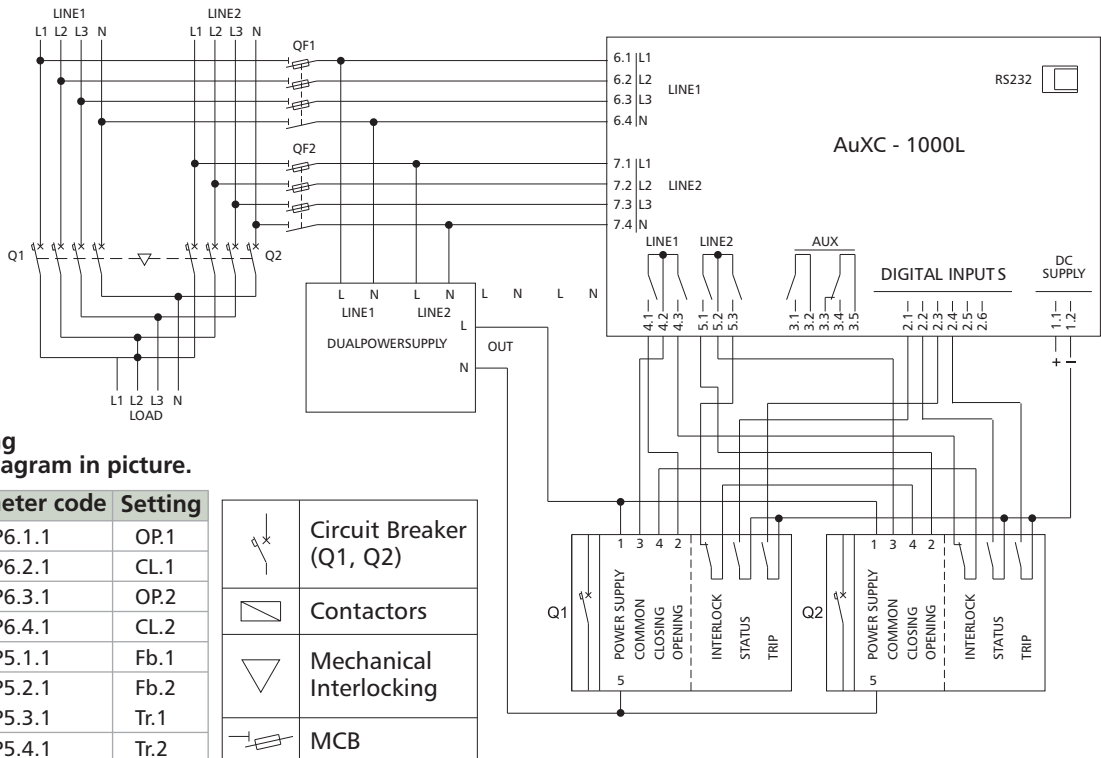 LINE1 LINE2
L1 L2 L3 N L1 L2 L3 N
QF1
6.1 L1
6.2 L2
6.3 L3
6.4 N
LINE1
RS232
AuXC - 1000L
QF2
7.1 L1
7.2 L2
7.3 L3
7.4 N
LINE2
Q1 Q2
LINE1 LINE2 AUX
DIGITAL INPUT S
DC
SUPPLY
4.1 4.2 4.3 5.1 5.2 5.3 3.1 3.2 3.3 3.4 3.5 2.1 2.2 2.3 2.4 2.5 2.6 1.1 1.2
+ −
L N L N L N L N
LINE1 LINE2
L
DUALPOWERSUPPLY
OUT
N
L1 L2 L3 N
LOAD
agram in picture.
eter code Setting
P6.1.1 OP.1
P6.2.1 CL.1
P6.3.1 OP.2
P6.4.1 CL.2
P5.1.1 Fb.1
P5.2.1 Fb.2
P5.3.1 Tr.1
P5.4.1 Tr.2
Circuit Breaker
(Q1, Q2)
Contactors
Mechanical
Interlocking
MCB
Q1
1 3 4 2
POWER SUPPLY
COMMON
CLOSING
OPENING
INTERLOCK
STATUS
TRIP
5
Q2
1 3 4 2
POWER SUPPLY
COMMON
CLOSING
OPENING
INTERLOCK
STATUS
TRIP
5